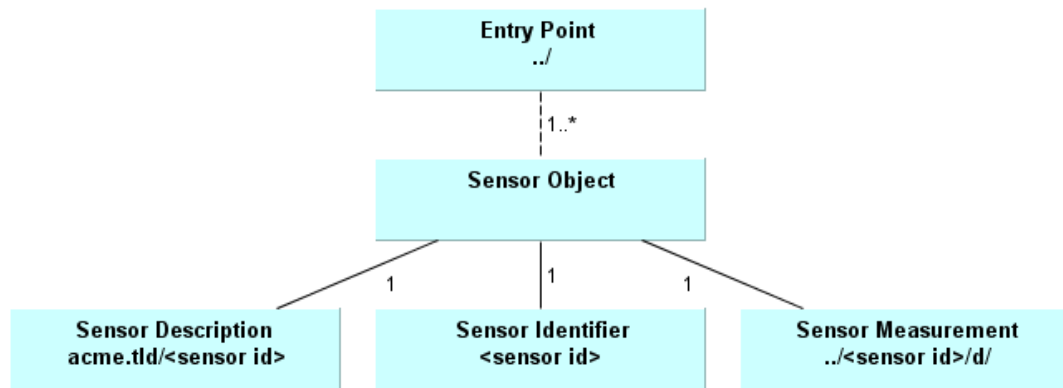 Entry Point
../
1..*
Sensor Object
1
1
1
Sensor Description
acme.tld/<sensor id>
Sensor Identifier
<sensor id>
Sensor Measurement
../<sensor id>/d/